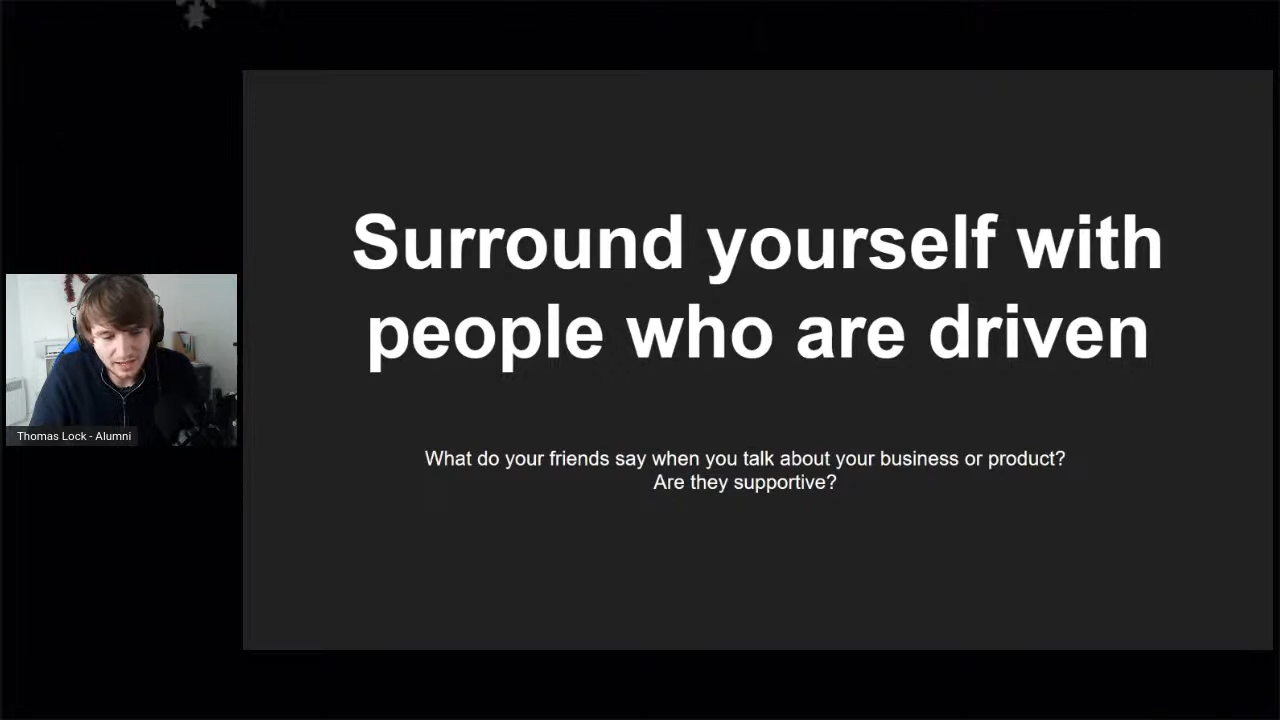 Surround yourself with
people who are driven
What do your friends say when you talk about your business or product?
Are they supportive?
Thomas Lock - Alumni